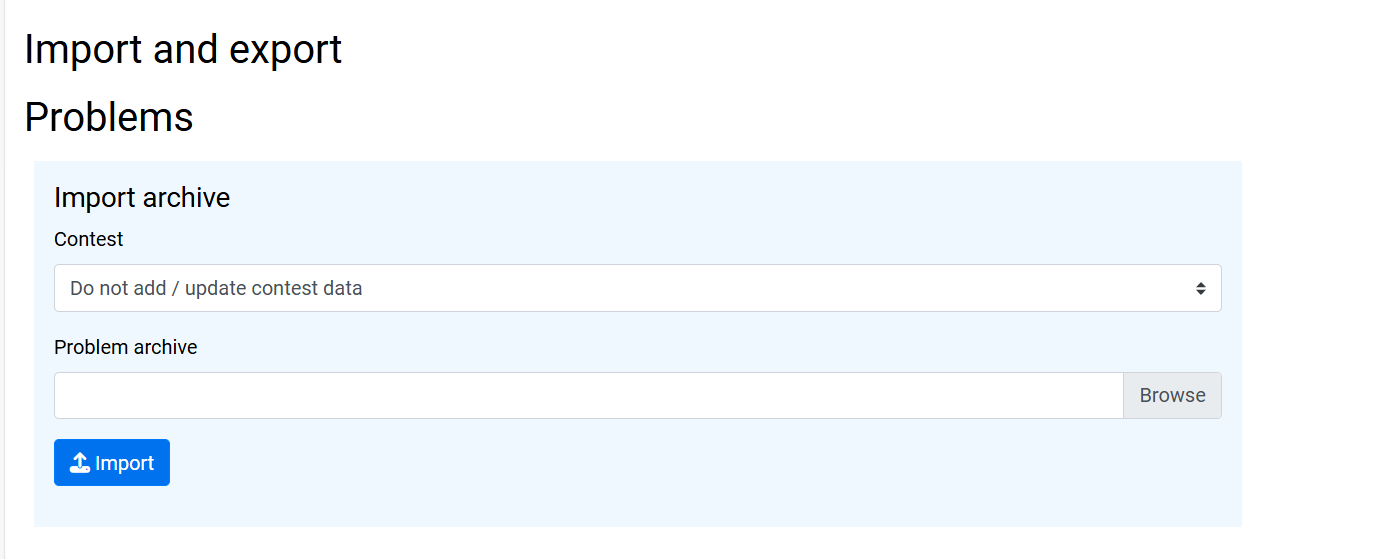 Import and export
Problems
Import archive
Contest
Do not add / update contest data
Problem archive
Browse
Import